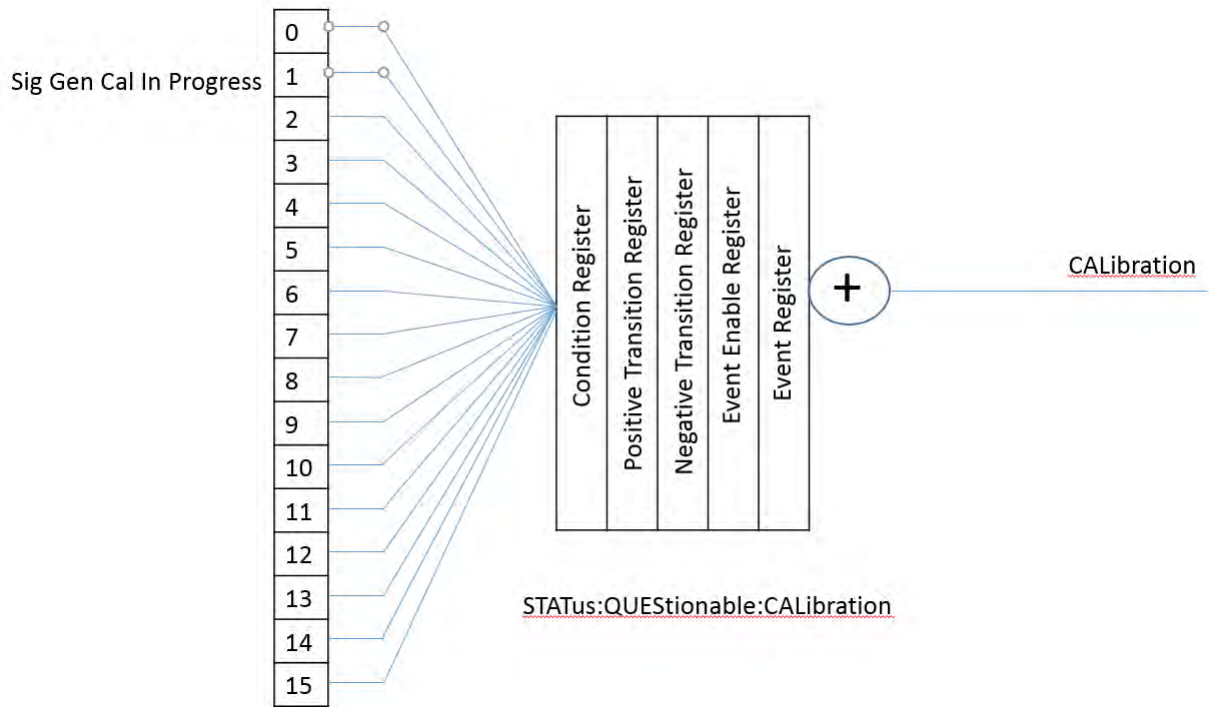 0
Sig Gen Cal In Progress
1
2
3
4
5
6
7
8
9
10
11
12
13
14
15
Condition Register
Positive Transition Register
Negative Transition Register
Event Enable Register
Event Register
+
CALibration
STATus:QUEStionable:CALibration